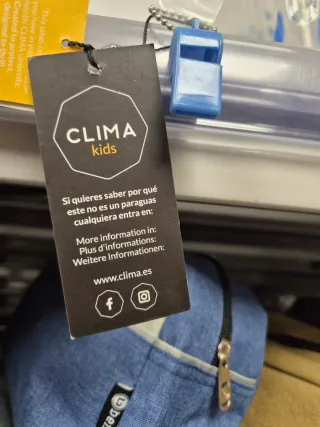 CLIMA
kids
Si quieres saber por qué
este no es un paraguas
cualquiera entra en:
More information in:
Plus d'informations:
Weitere Informationen:
www.clima.es